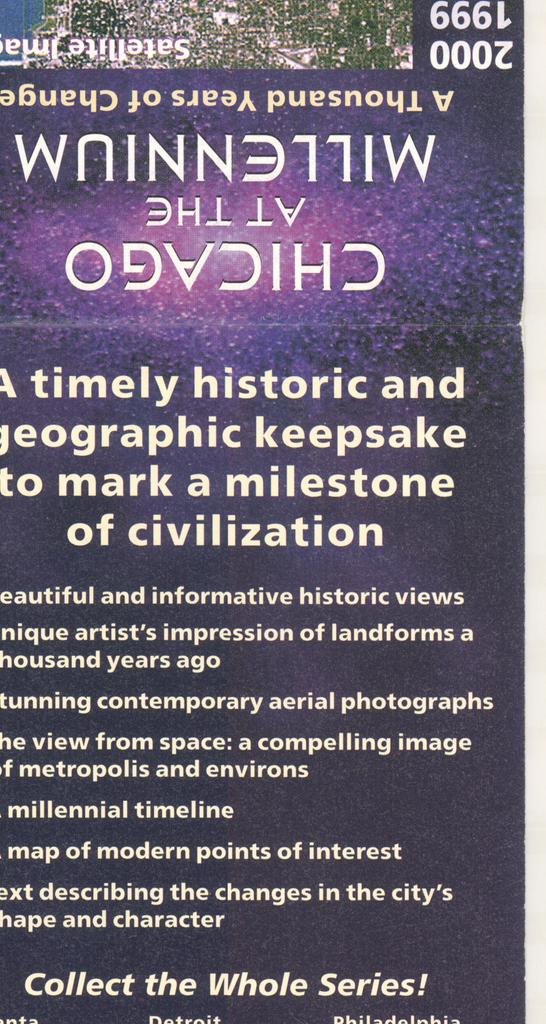 CHICAGO
AT THE
MILLENNIUM
A Thousand Years of Change
2000
1999
Satellite Imag
A timely historic and
geographic keepsake
to mark a milestone
of civilization
eautiful and informative historic views
nique artist's impression of landforms a
housand years ago
tunning contemporary aerial photographs
he view from space: a compelling image
of metropolis and environs
millennial timeline
map of modern points of interest
ext describing the changes in the city's
hape and character
Collect the Whole Series!
anta Detroit Philadelphia